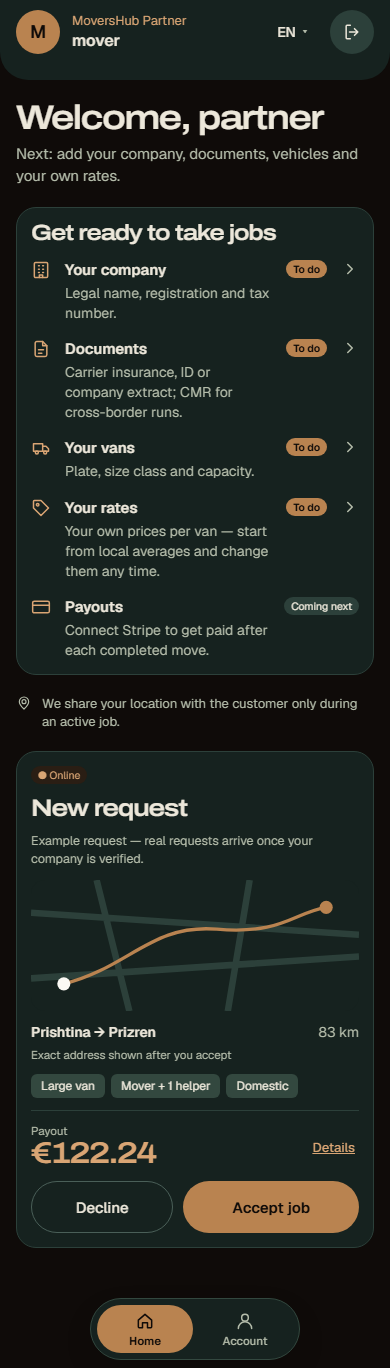 M
MoversHub Partner
mover
EN
Welcome, partner
Next: add your company, documents, vehicles and
your own rates.
Get ready to take jobs
Your company
To do
Legal name, registration and tax
number.
Documents
To do
Carrier insurance, ID or
company extract; CMR for
cross-border runs.
Your vans
To do
Plate, size class and capacity.
Your rates
To do
Your own prices per van — start
from local averages and change
them any time.
Payouts
Coming next
Connect Stripe to get paid after
each completed move.
We share your location with the customer only during
an active job.
Online
New request
Example request — real requests arrive once your
company is verified.
Prishtina → Prizren
83 km
Exact address shown after you accept
Large van
Mover + 1 helper
Domestic
Payout
€122.24
Details
Decline
Accept job
Home
Account